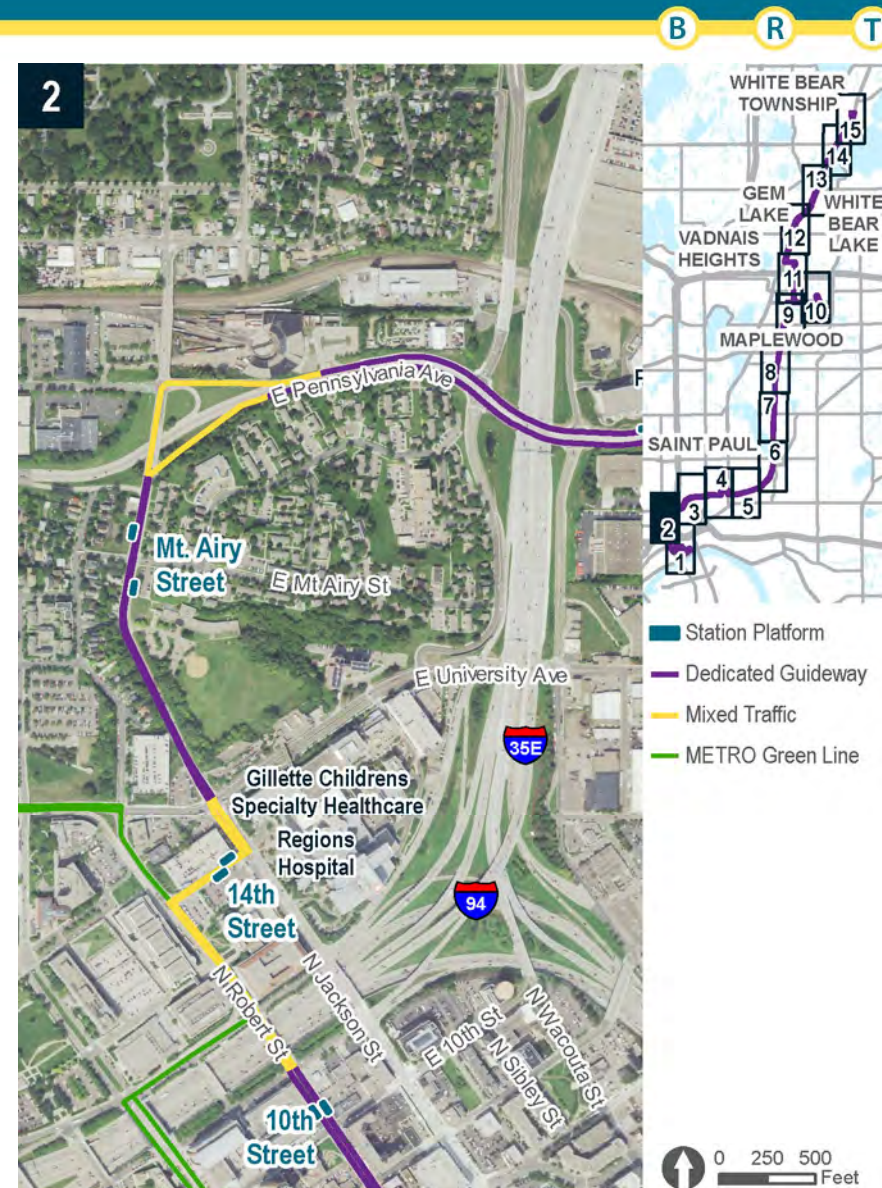 B R T
2
E Pennsylvania Ave
Mt. Airy
Street
E Mt Airy St
E University Ave
35E
Gillette Childrens
Specialty Healthcare
Regions
Hospital
94
14th
Street
N Robert St
N Jackson St
E 10th St
N Sibley St
N Wacouta St
10th
Street
WHITE BEAR
TOWNSHIP
15
14
13
GEM
LAKE
WHITE
BEAR
LAKE
12
VADNAIS
HEIGHTS
11
10
9
MAPLEWOOD
8
7
SAINT PAUL
6
4
5
3
2
1
Station Platform
Dedicated Guideway
Mixed Traffic
METRO Green Line
0 250 500
Feet